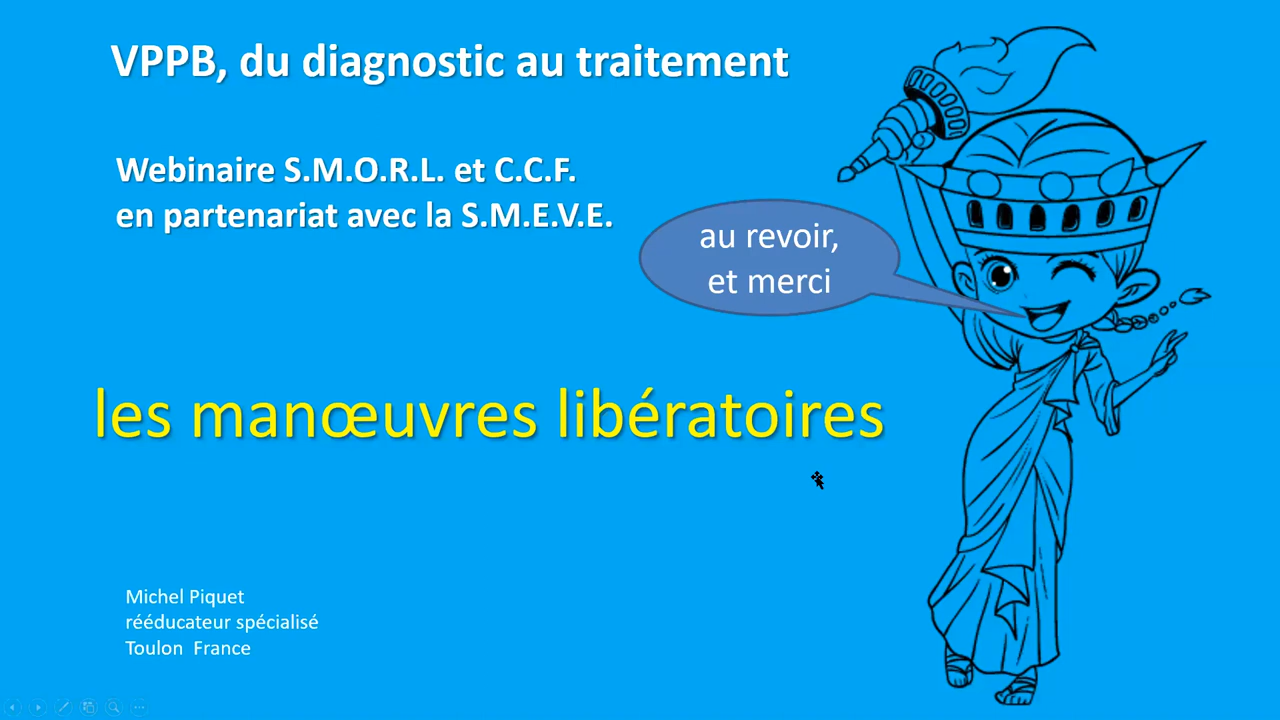 VPPB, du diagnostic au traitement
Webinaire S.M.O.R.L. et C.C.F.
en partenariat avec la S.M.E.V.E.
au revoir,
et merci
les manœuvres libératoires
Michel Piquet
rééducateur spécialisé
Toulon France